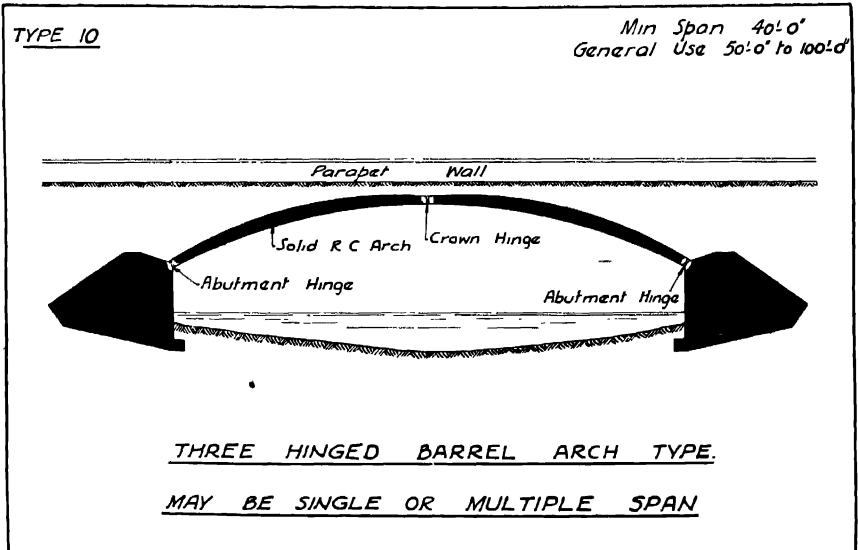 TYPE 10
Min Span 40'-0"
General Use 50'-0" to 100'-0"
Parapet Wall
Solid R C Arch
Crown Hinge
Abutment Hinge
Abutment Hinge
THREE HINGED BARREL ARCH TYPE.
MAY BE SINGLE OR MULTIPLE SPAN